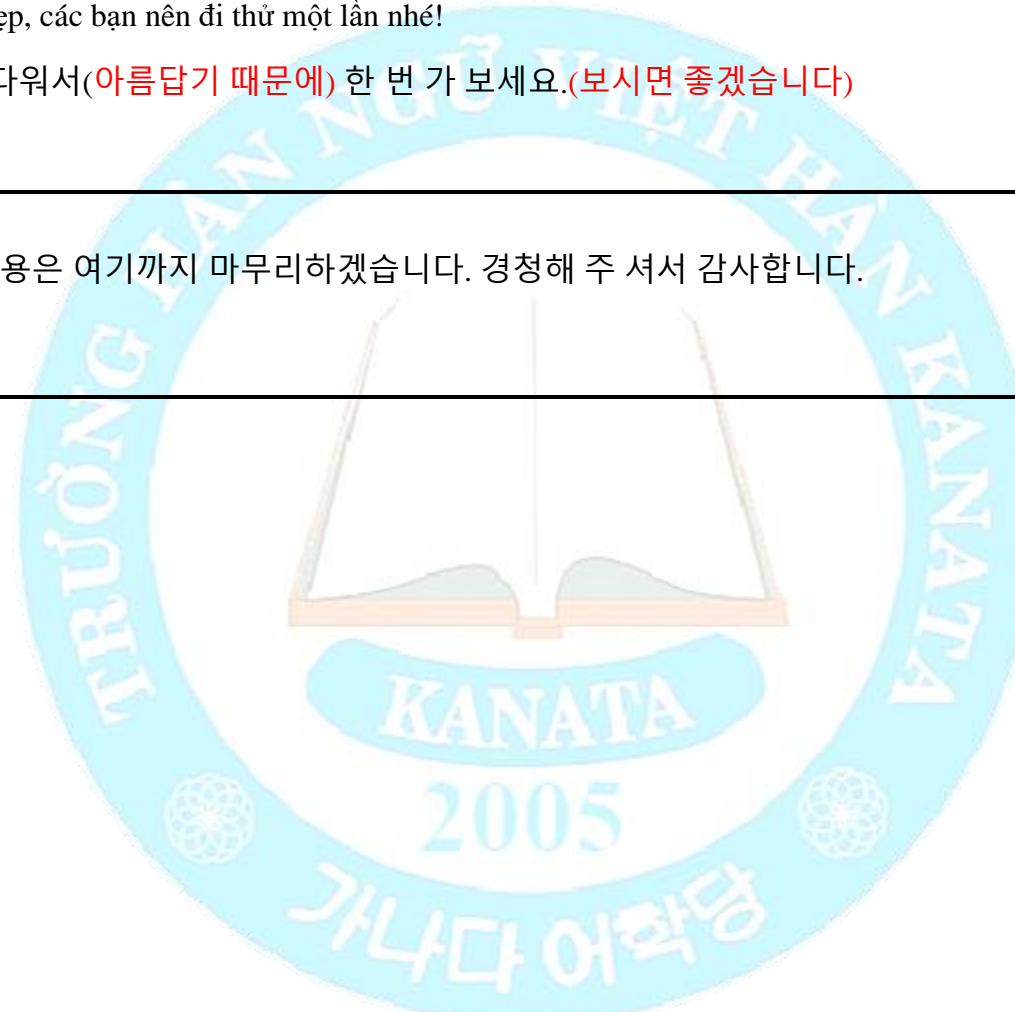 ẹp, các bạn nên đi thử một lần nhé!
다워서(아름답기 때문에) 한 번 가 보세요.(보시면 좋겠습니다)
용은 여기까지 마무리하겠습니다. 경청해 주 셔서 감사합니다.
TRƯỜNG HÀN NGỮ VIỆT HÀN KANATA
KANATA
2005
가나다 어학당